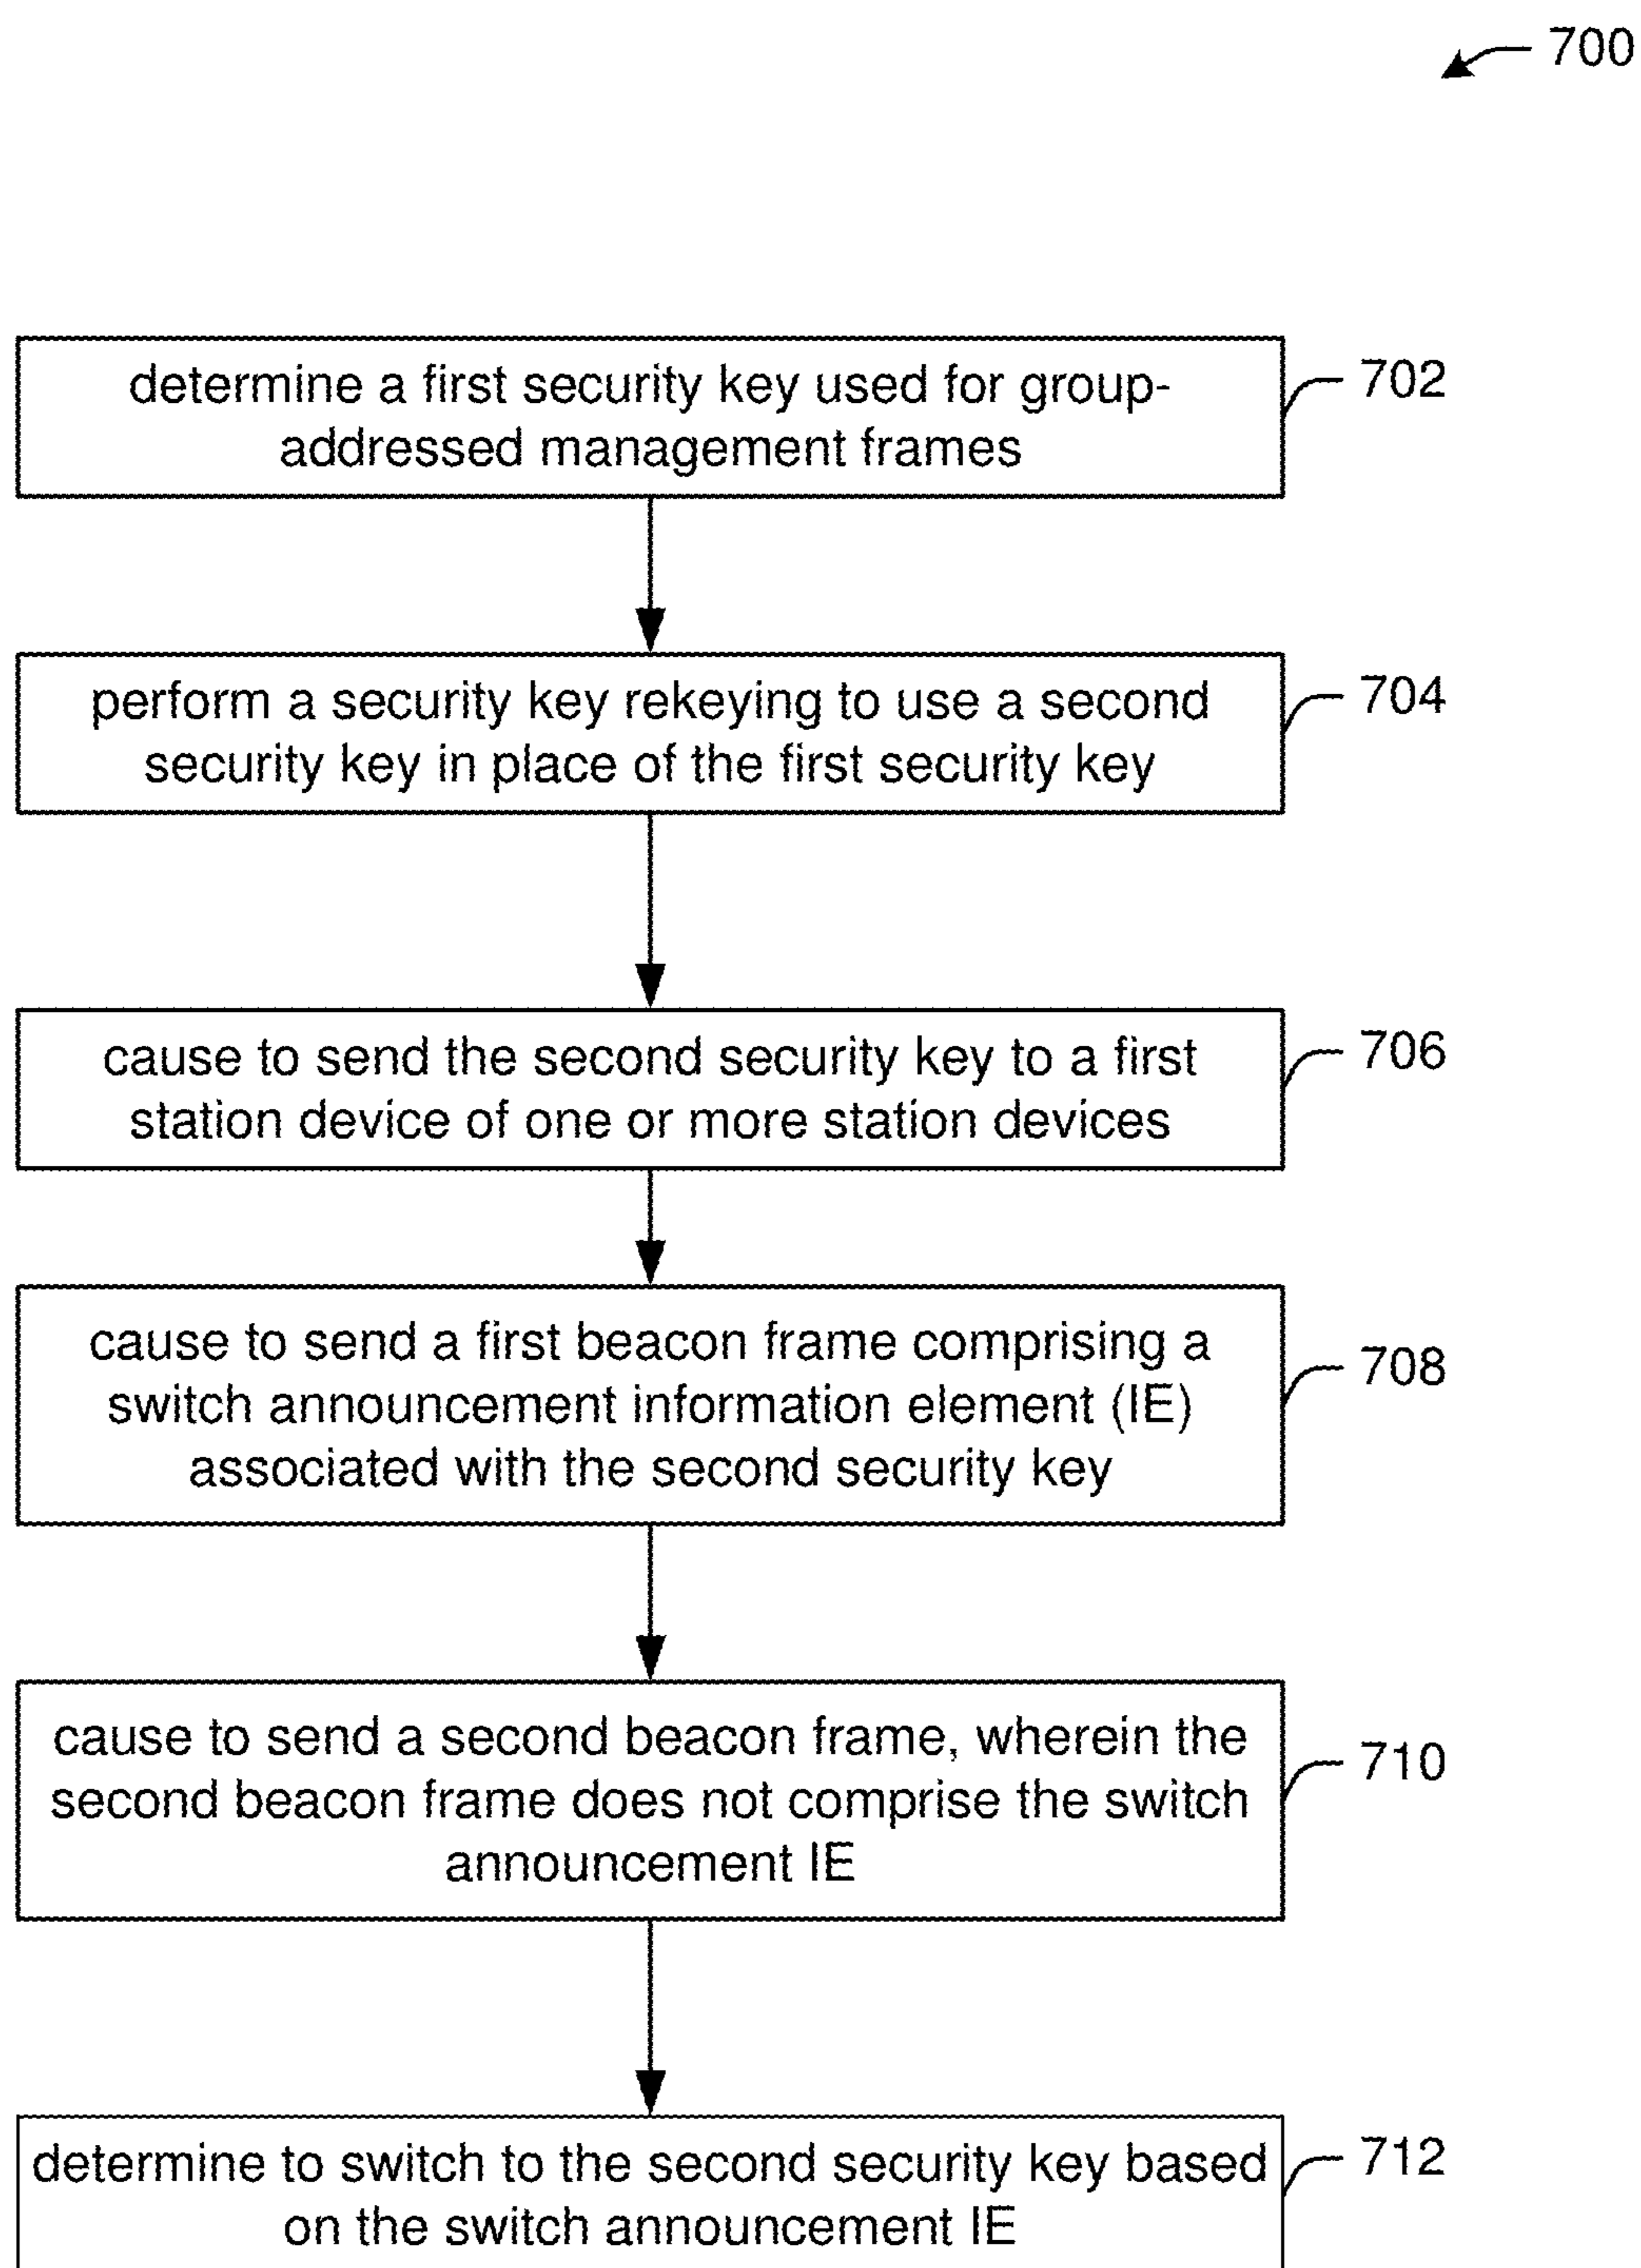 700
determine a first security key used for group-
addressed management frames
702
perform a security key rekeying to use a second
security key in place of the first security key
704
cause to send the second security key to a first
station device of one or more station devices
706
cause to send a first beacon frame comprising a
switch announcement information element (IE)
associated with the second security key
708
cause to send a second beacon frame, wherein the
second beacon frame does not comprise the switch
announcement IE
710
determine to switch to the second security key based
on the switch announcement IE
712